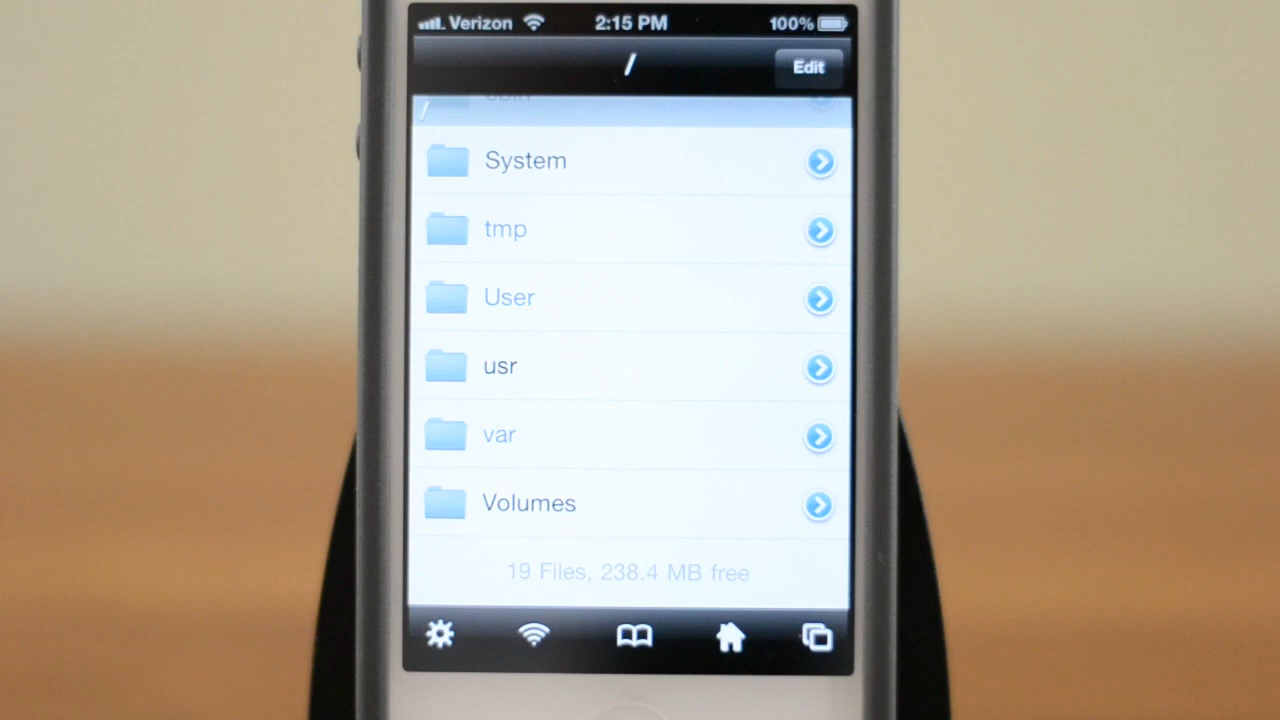 Verizon 2:15 PM 100%
/ Edit
/
System
tmp
User
usr
var
Volumes
19 Files, 238.4 MB free